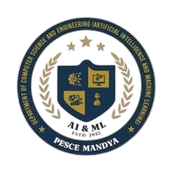 DEPARTMENT OF COMPUTER SCIENCE AND ENGINEERING (ARTIFICIAL INTELLIGENCE AND MACHINE LEARNING)
AI & ML
ESTD 2021
PESCE MANDYA